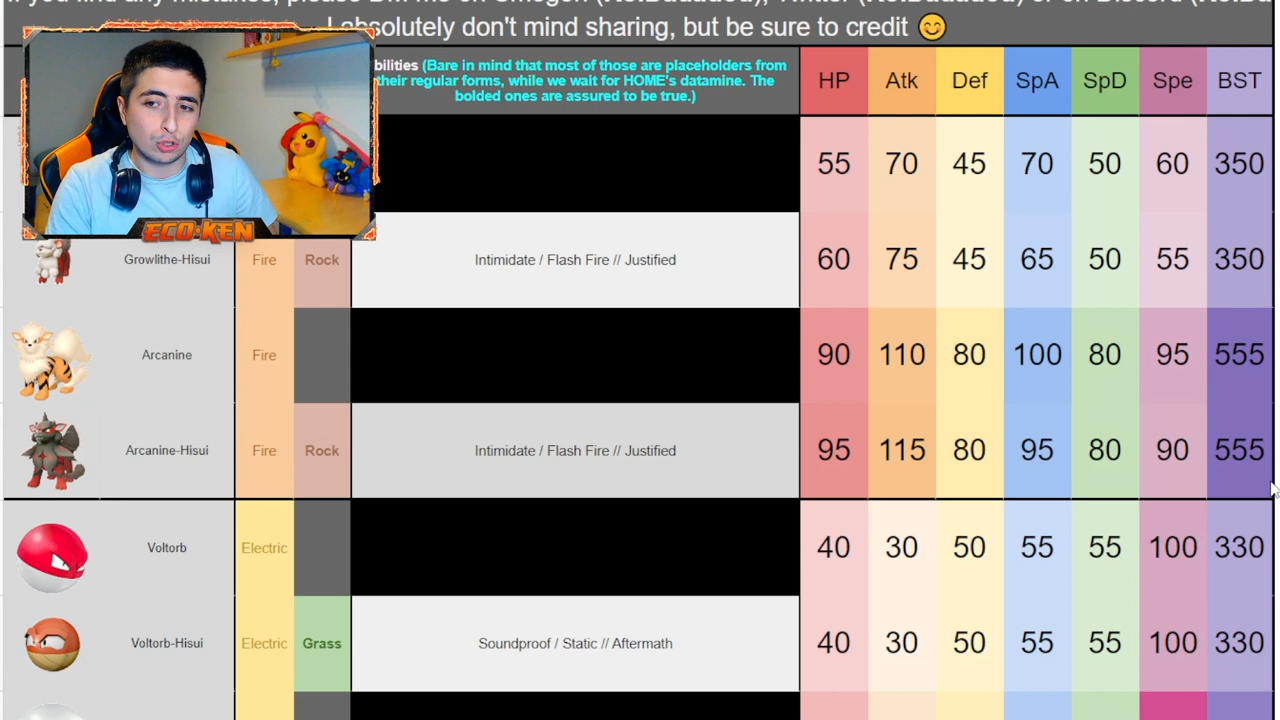 I absolutely don't mind sharing, but be sure to credit 😊
bilities (Bare in mind that most of those are placeholders from
their regular forms, while we wait for HOME's datamine. The
bolded ones are assured to be true.)
HP Atk Def SpA SpD Spe BST
55 70 45 70 50 60 350
ECO-KEN
Growlithe-Hisui Fire Rock Intimidate / Flash Fire // Justified 60 75 45 65 50 55 350
Arcanine Fire 90 110 80 100 80 95 555
Arcanine-Hisui Fire Rock Intimidate / Flash Fire // Justified 95 115 80 95 80 90 555
Voltorb Electric 40 30 50 55 55 100 330
Voltorb-Hisui Electric Grass Soundproof / Static // Aftermath 40 30 50 55 55 100 330